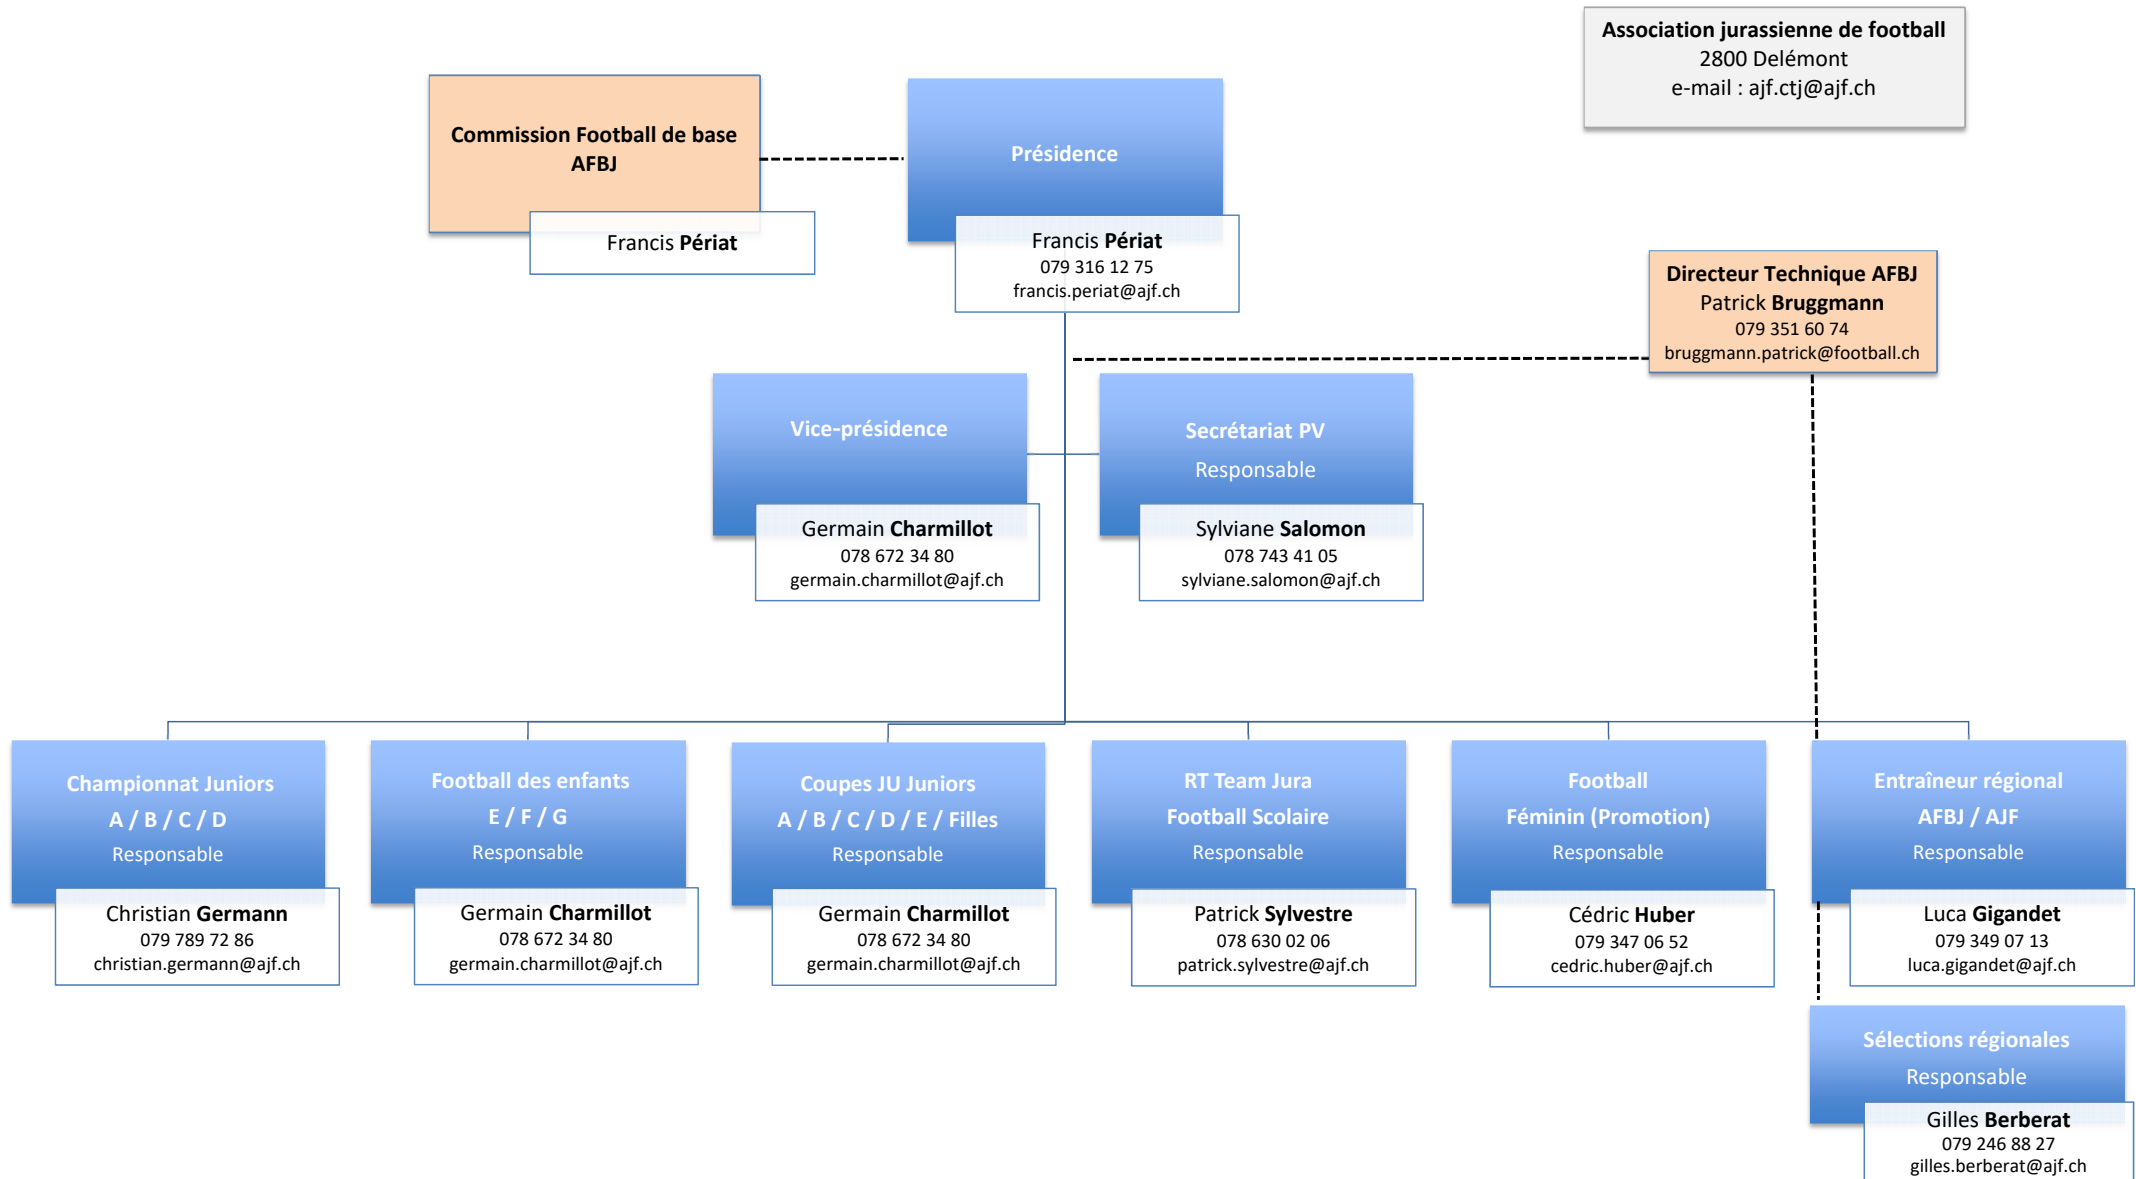 Association jurassienne de football
2800 Delémont
e-mail : ajf.ctj@ajf.ch
Commission Football de base
AFBJ
Francis Périat
Présidence
Francis Périat
079 316 12 75
francis.periat@ajf.ch
Directeur Technique AFBJ
Patrick Bruggmann
079 351 60 74
bruggmann.patrick@football.ch
Vice-présidence
Germain Charmillot
078 672 34 80
germain.charmillot@ajf.ch
Secrétariat PV
Responsable
Sylviane Salomon
078 743 41 05
sylviane.salomon@ajf.ch
Championnat Juniors
A / B / C / D
Responsable
Christian Germann
079 789 72 86
christian.germann@ajf.ch
Football des enfants
E / F / G
Responsable
Germain Charmillot
078 672 34 80
germain.charmillot@ajf.ch
Coupes JU Juniors
A / B / C / D / E / Filles
Responsable
Germain Charmillot
078 672 34 80
germain.charmillot@ajf.ch
RT Team Jura
Football Scolaire
Responsable
Patrick Sylvestre
078 630 02 06
patrick.sylvestre@ajf.ch
Football
Féminin (Promotion)
Responsable
Cédric Huber
079 347 06 52
cedric.huber@ajf.ch
Entraîneur régional
AFBJ / AJF
Responsable
Luca Gigandet
079 349 07 13
luca.gigandet@ajf.ch
Sélections régionales
Responsable
Gilles Berberat
079 246 88 27
gilles.berberat@ajf.ch